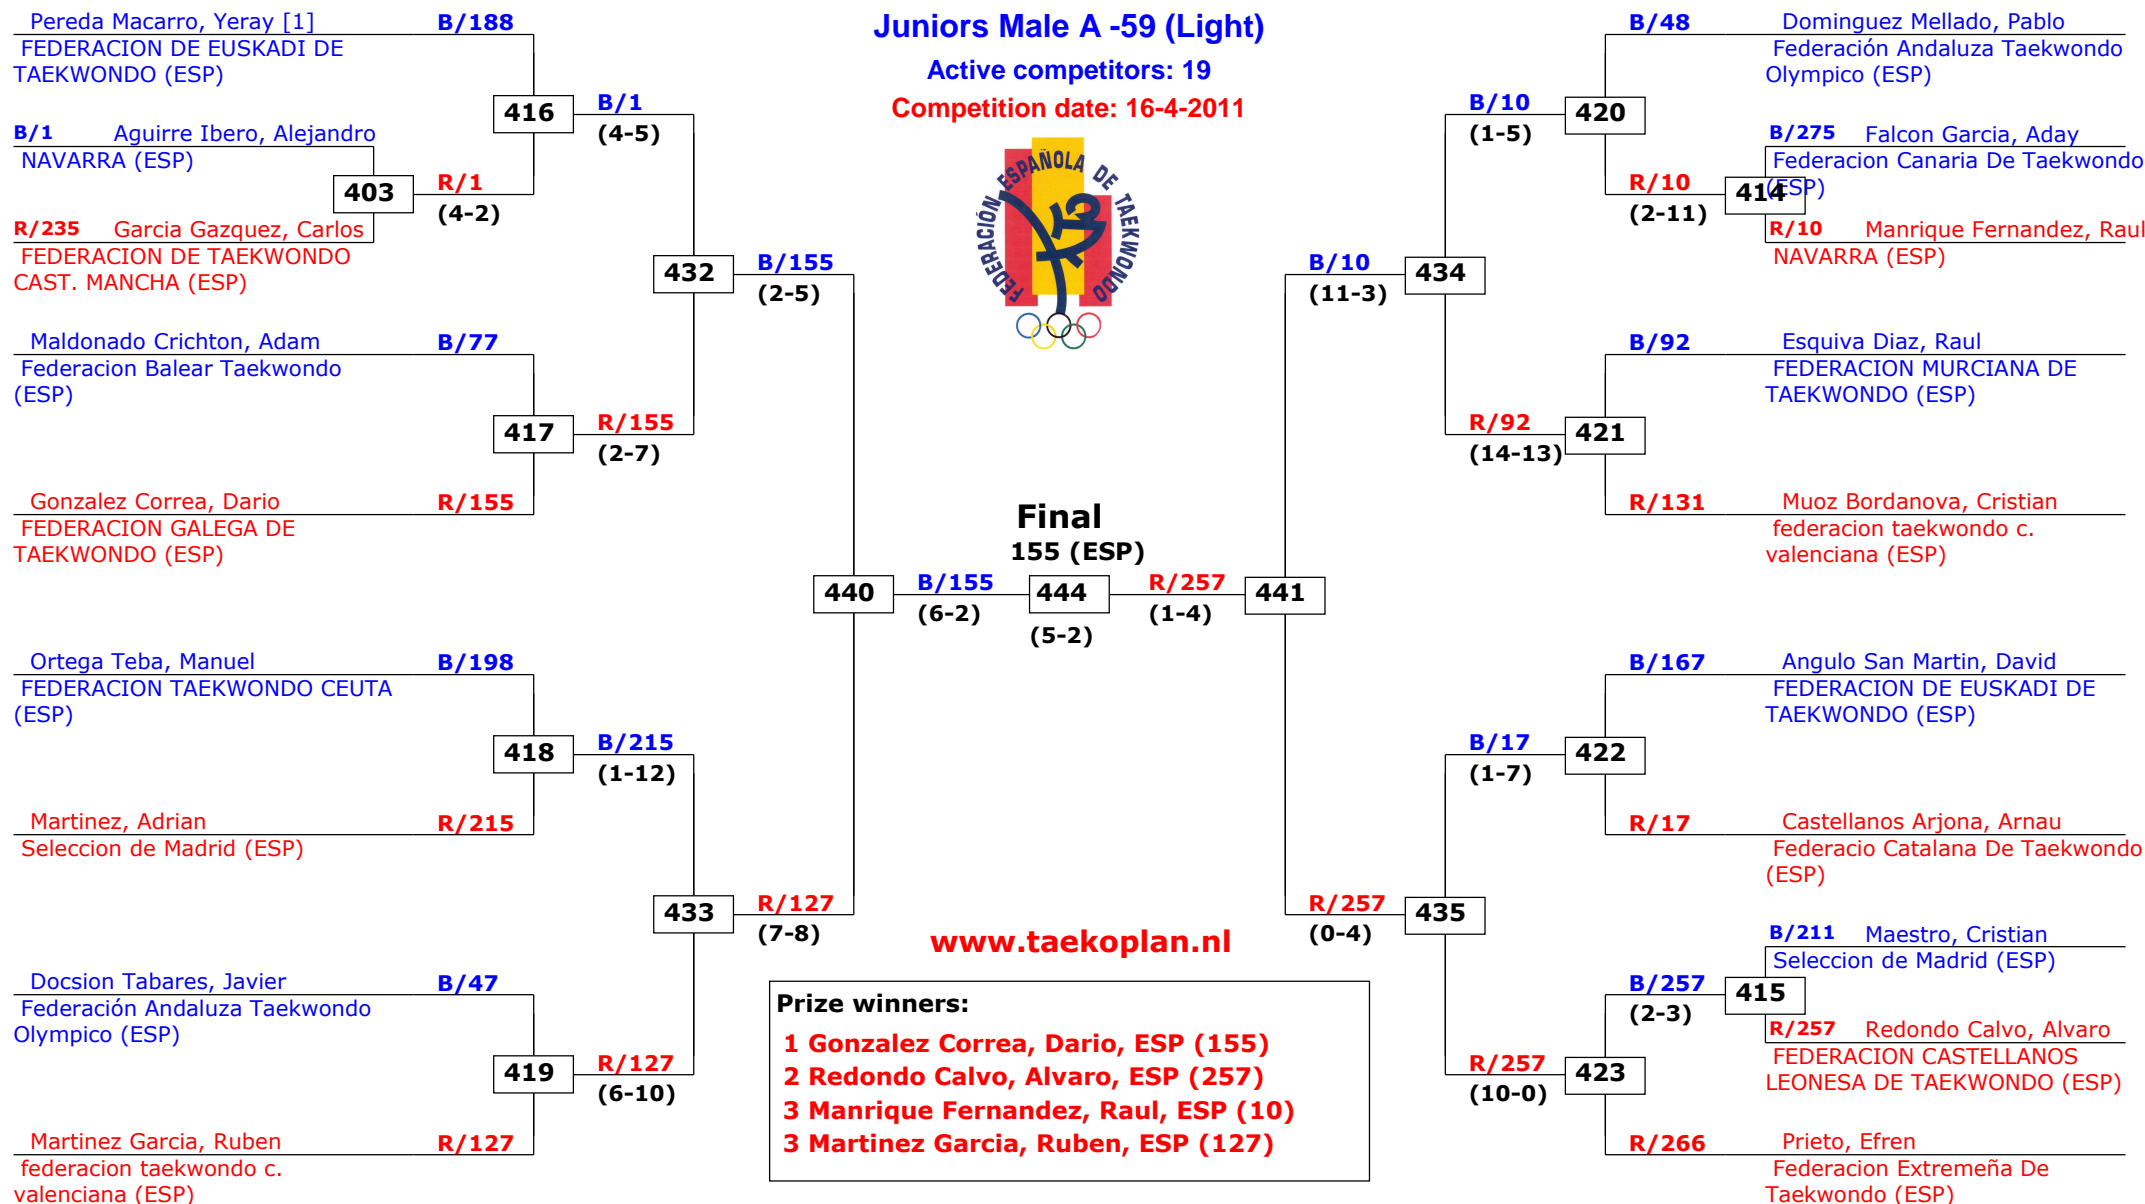 Juniors Male A -59 (Light)
Active competitors: 19
Competition date: 16-4-2011
FEDERACIÓN ESPAÑOLA DE TAEKWONDO
Pereda Macarro, Yeray [1]
B/188
FEDERACION DE EUSKADI DE
TAEKWONDO (ESP)
416
B/1
(4-5)
B/1
Aguirre Ibero, Alejandro
NAVARRA (ESP)
403
R/1
(4-2)
R/235
Garcia Gazquez, Carlos
FEDERACION DE TAEKWONDO
CAST. MANCHA (ESP)
432
B/155
(2-5)
Maldonado Crichton, Adam
B/77
Federacion Balear Taekwondo
(ESP)
417
R/155
(2-7)
Gonzalez Correa, Dario
R/155
FEDERACION GALEGA DE
TAEKWONDO (ESP)
440
B/155
(6-2)
Ortega Teba, Manuel
B/198
FEDERACION TAEKWONDO CEUTA
(ESP)
418
B/215
(1-12)
Martinez, Adrian
R/215
Seleccion de Madrid (ESP)
433
R/127
(7-8)
Docsion Tabares, Javier
B/47
Federación Andaluza Taekwondo
Olympico (ESP)
419
R/127
(6-10)
Martinez Garcia, Ruben
R/127
federacion taekwondo c.
valenciana (ESP)
Final
155 (ESP)
444
(5-2)
R/257
(1-4)
441
B/48
Dominguez Mellado, Pablo
Federación Andaluza Taekwondo
Olympico (ESP)
B/10
(1-5)
420
B/275
Falcon Garcia, Aday
Federacion Canaria De Taekwondo
(ESP)
R/10
(2-11)
414
R/10
Manrique Fernandez, Raul
NAVARRA (ESP)
B/10
(11-3)
434
B/92
Esquiva Diaz, Raul
FEDERACION MURCIANA DE
TAEKWONDO (ESP)
R/92
(14-13)
421
R/131
Muoz Bordanova, Cristian
federacion taekwondo c.
valenciana (ESP)
B/167
Angulo San Martin, David
FEDERACION DE EUSKADI DE
TAEKWONDO (ESP)
B/17
(1-7)
422
R/17
Castellanos Arjona, Arnau
Federacio Catalana De Taekwondo
(ESP)
R/257
(0-4)
435
B/211
Maestro, Cristian
Seleccion de Madrid (ESP)
B/257
(2-3)
415
R/257
Redondo Calvo, Alvaro
FEDERACION CASTELLANOS
LEONESA DE TAEKWONDO (ESP)
R/257
(10-0)
423
R/266
Prieto, Efren
Federacion Extremeña De
Taekwondo (ESP)
www.taekoplan.nl
Prize winners:
1 Gonzalez Correa, Dario, ESP (155)
2 Redondo Calvo, Alvaro, ESP (257)
3 Manrique Fernandez, Raul, ESP (10)
3 Martinez Garcia, Ruben, ESP (127)